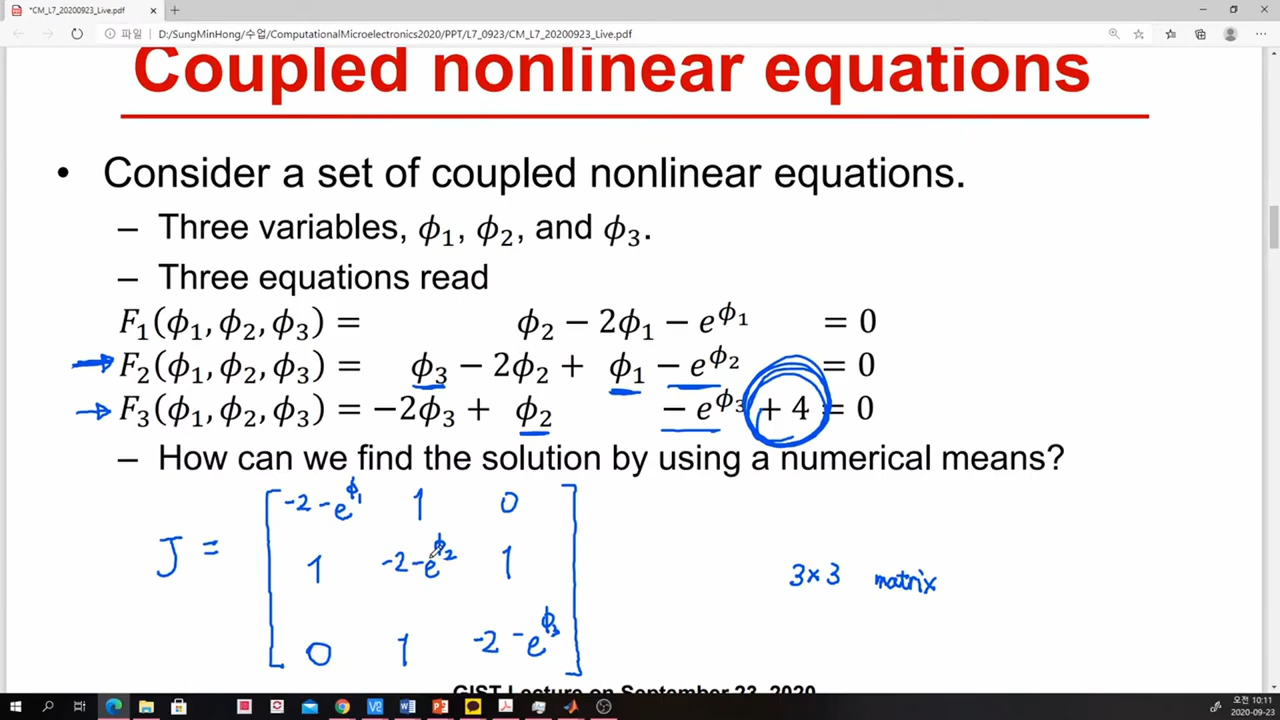 *CM_L7_20200923_Live.pdf
파일 D:/SungMinHong/수업/ComputationalMicroelectronics2020/PPT/L7_0923/CM_L7_20200923_Live.pdf
Coupled nonlinear equations
• Consider a set of coupled nonlinear equations.
– Three variables, ϕ₁, ϕ₂, and ϕ₃.
– Three equations read
F₁(ϕ₁, ϕ₂, ϕ₃) = ϕ₂ − 2ϕ₁ − e^ϕ₁ = 0
F₂(ϕ₁, ϕ₂, ϕ₃) = ϕ₃ − 2ϕ₂ + ϕ₁ − e^ϕ₂ = 0
F₃(ϕ₁, ϕ₂, ϕ₃) = −2ϕ₃ + ϕ₂ − e^ϕ₃ + 4 = 0
– How can we find the solution by using a numerical means?
-2 - e^ϕ₁ 1 0
J = 1 -2 - e^ϕ₂ 1
3×3 matrix
0 1 -2 - e^ϕ₃
GIST Lecture on September 23, 2020
오전 10:11
2020-09-23